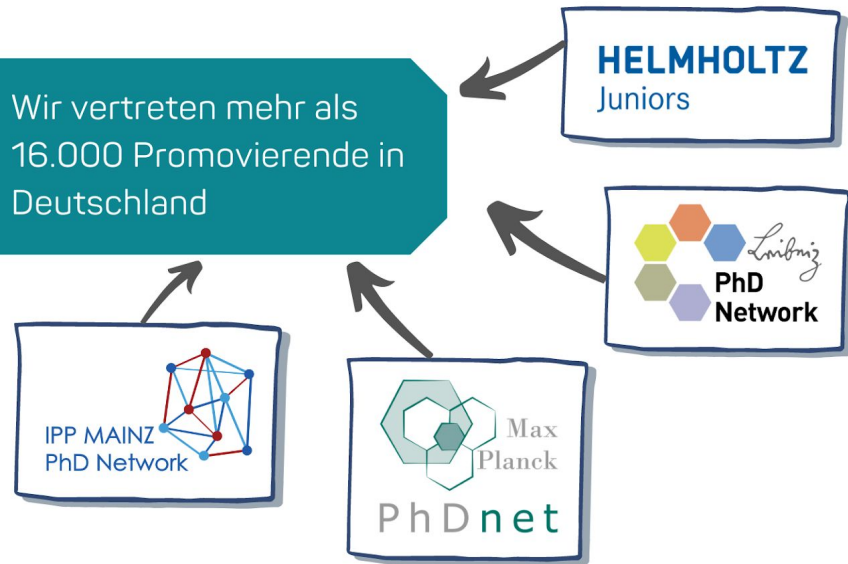 Wir vertreten mehr als
16.000 Promovierende in
Deutschland
HELMHOLTZ
Juniors
Leibniz
PhD
Network
IPP MAINZ
PhD Network
Max
Planck
PhDnet